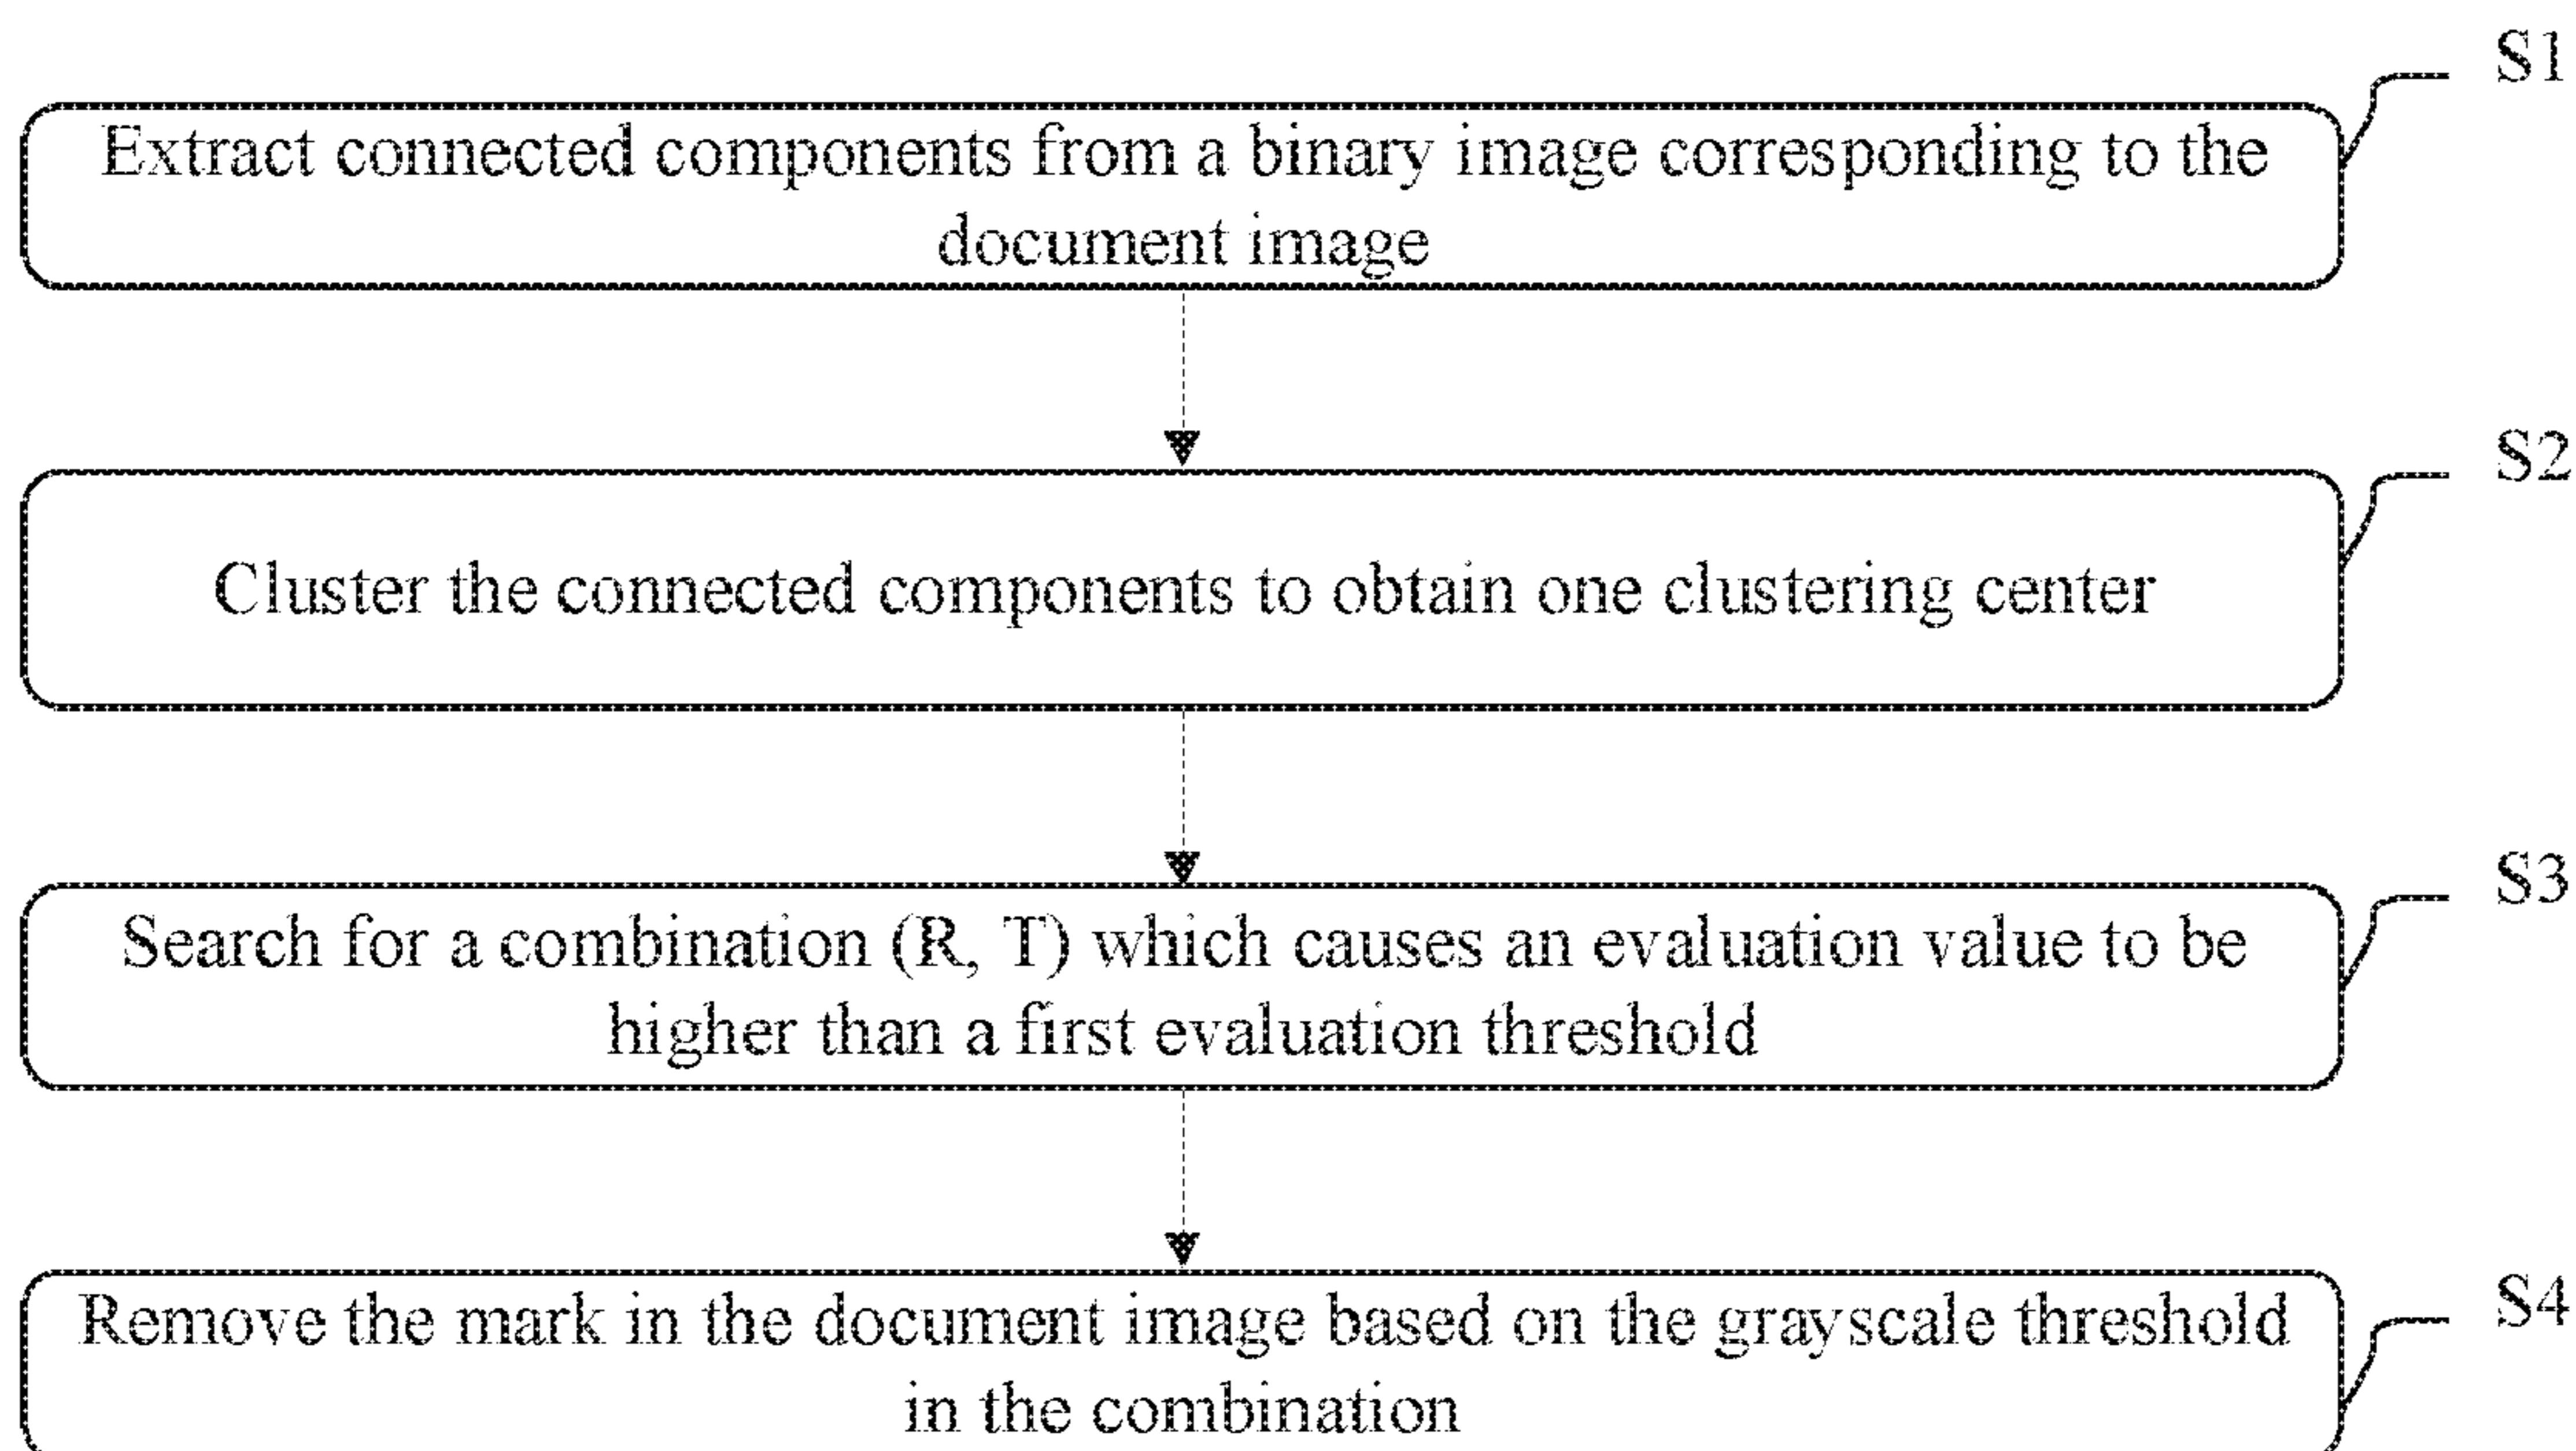 S1
Extract connected components from a binary image corresponding to the
document image
S2
Cluster the connected components to obtain one clustering center
S3
Search for a combination (R, T) which causes an evaluation value to be
higher than a first evaluation threshold
S4
Remove the mark in the document image based on the grayscale threshold
in the combination